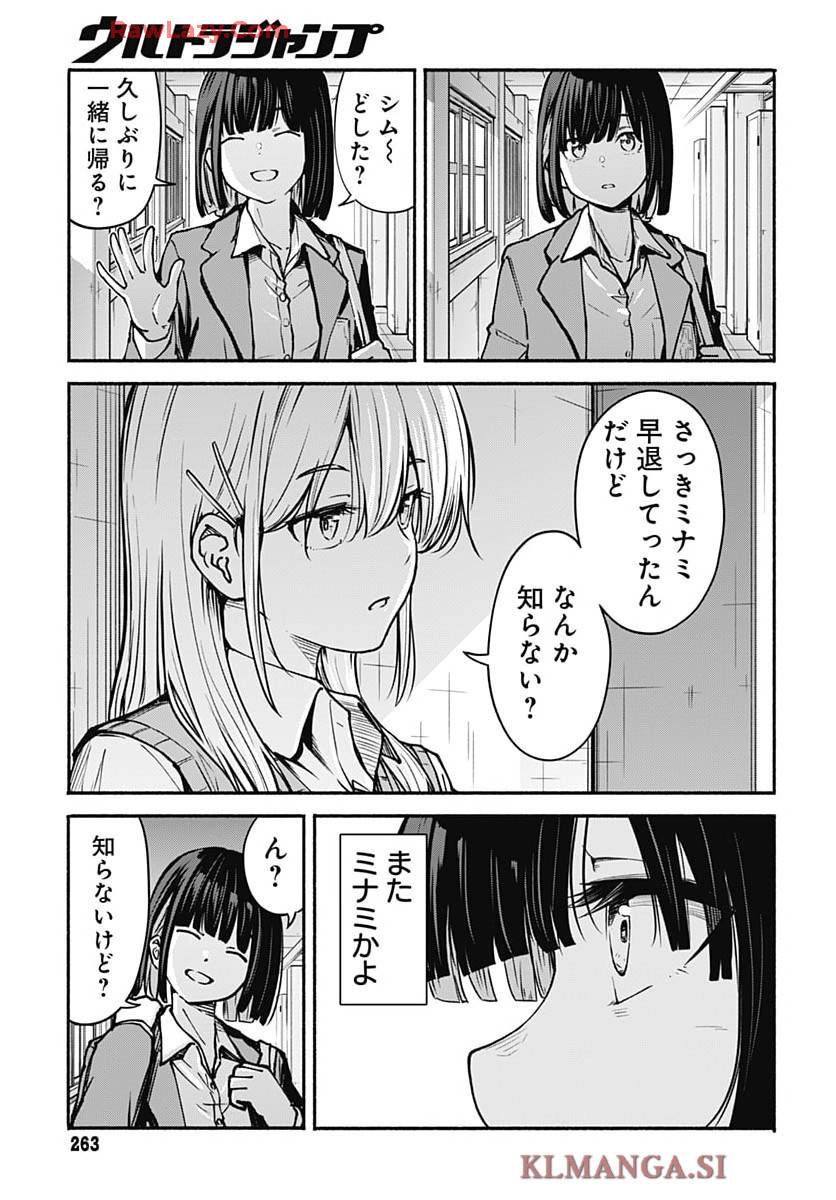 ウルトラジャンプ
RawLazy.Com
シム〜
どした？
久しぶりに
一緒に帰る？
さっきミナミ
早退してったん
だけど
なんか
知らない？
また
ミナミかよ
ん？
知らないけど？
263
KLMANGA.SI